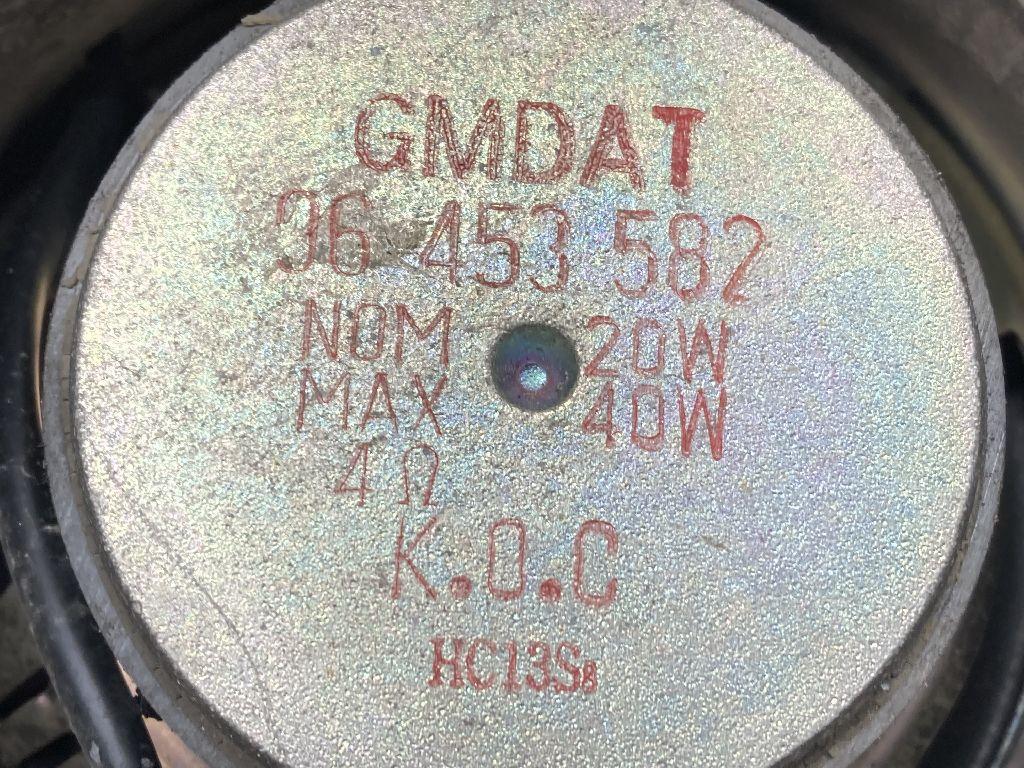 GMDAT
96 453 582
NOM 20W
MAX 40W
4 Ω
K.O.C
HC13S8